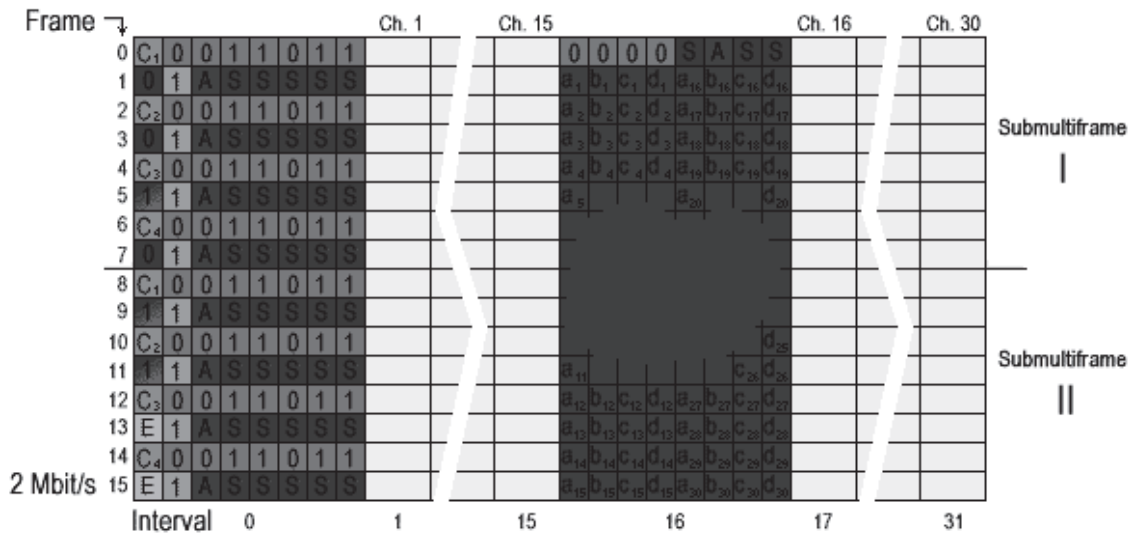 Frame Ch. 1 Ch. 15 Ch. 16 Ch. 30
0 C₁ 0 0 1 1 0 1 1 0 0 0 0 S A S S
1 0 1 A S S S S S a₁ b₁ c₁ d₁ a₁₆ b₁₆ c₁₆ d₁₆
2 C₂ 0 0 1 1 0 1 1 a₂ b₂ c₂ d₂ a₁₇ b₁₇ c₁₇ d₁₇
3 0 1 A S S S S S a₃ b₃ c₃ d₃ a₁₈ b₁₈ c₁₈ d₁₈
Submultiframe
4 C₃ 0 0 1 1 0 1 1 a₄ b₄ c₄ d₄ a₁₉ b₁₉ c₁₉ d₁₉
I
5 1 1 A S S S S S a₅ a₂₀ d₂₀
6 C₄ 0 0 1 1 0 1 1
7 0 1 A S S S S S
8 C₁ 0 0 1 1 0 1 1
9 1 1 A S S S S S
10 C₂ 0 0 1 1 0 1 1 d₂₅
11 1 1 A S S S S S a₁₁ c₂₆ d₂₆
Submultiframe
12 C₃ 0 0 1 1 0 1 1 a₁₂ b₁₂ c₁₂ d₁₂ a₂₇ b₂₇ c₂₇ d₂₇
II
13 E 1 A S S S S S a₁₃ b₁₃ c₁₃ d₁₃ a₂₈ b₂₈ c₂₈ d₂₈
14 C₄ 0 0 1 1 0 1 1 a₁₄ b₁₄ c₁₄ d₁₄ a₂₉ b₂₉ c₂₉ d₂₉
2 Mbit/s 15 E 1 A S S S S S a₁₅ b₁₅ c₁₅ d₁₅ a₃₀ b₃₀ c₃₀ d₃₀
Interval 0 1 15 16 17 31